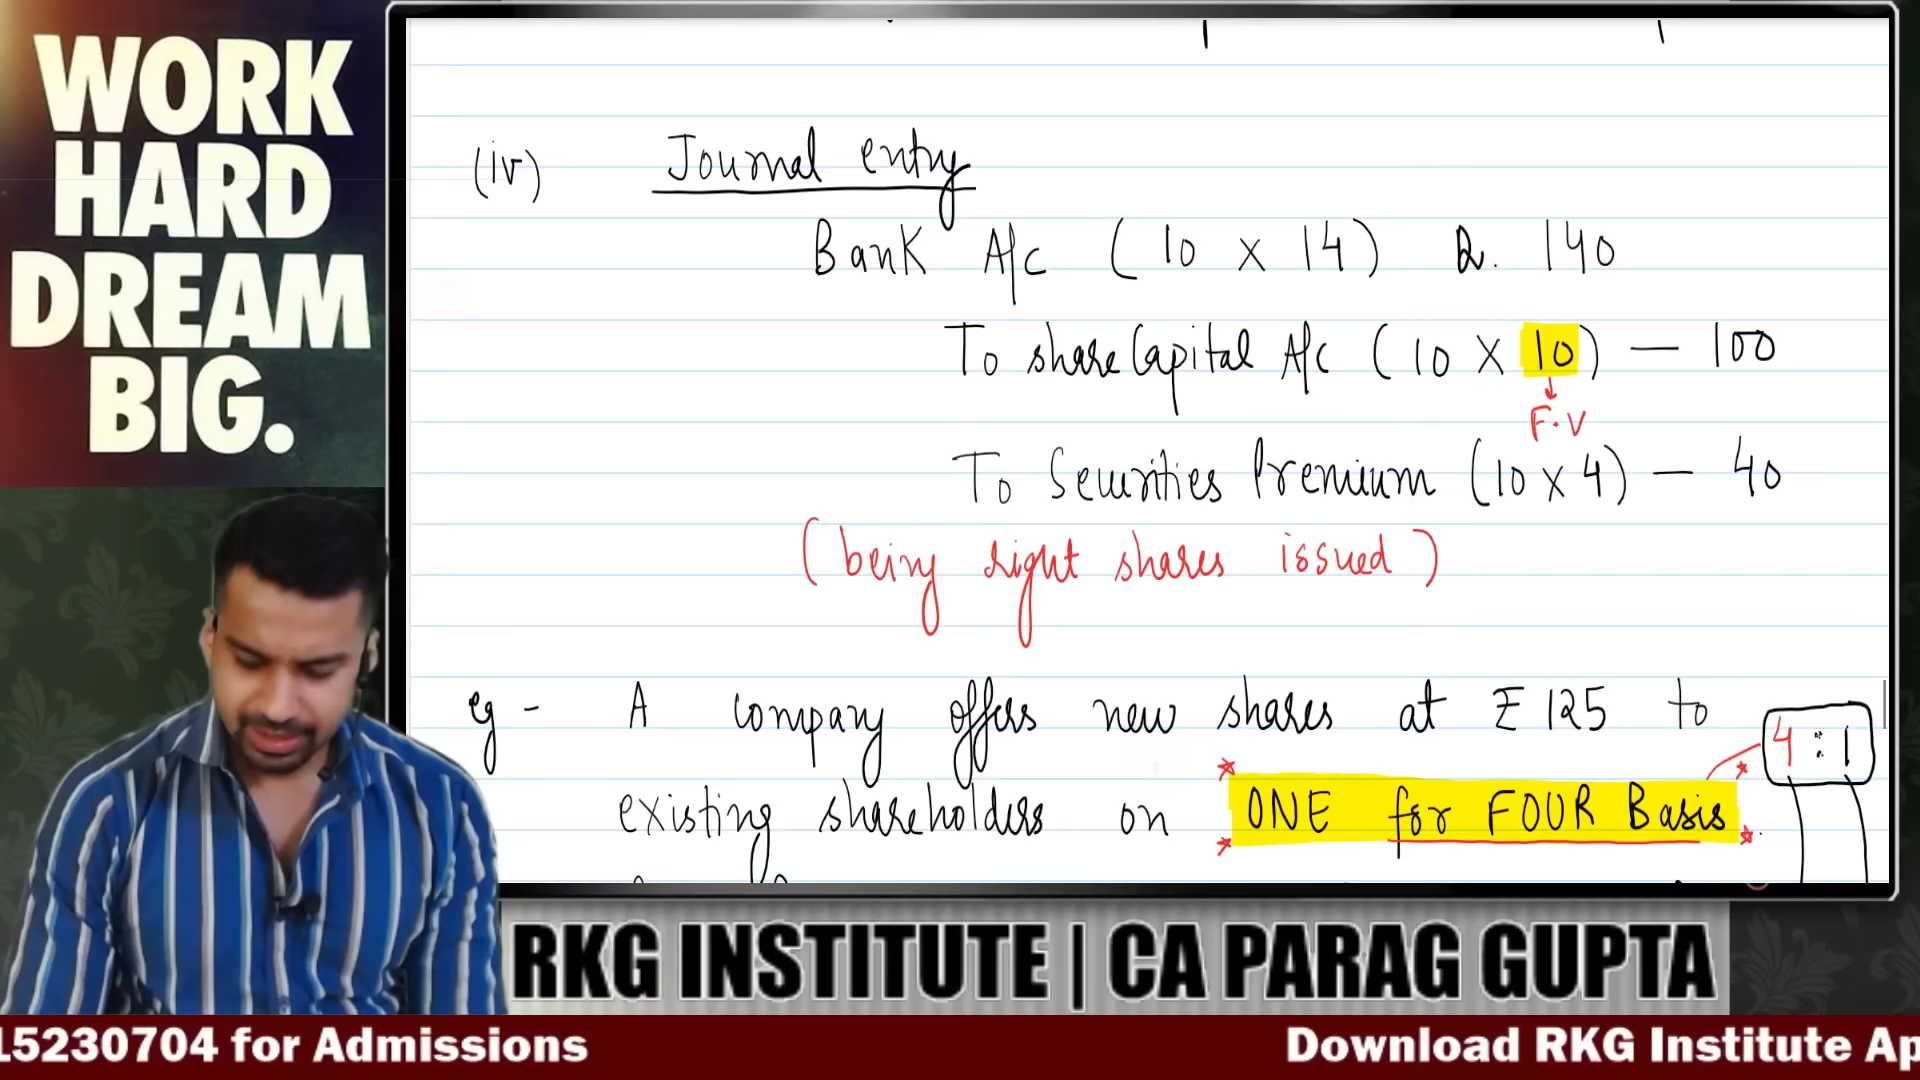 WORK
HARD
DREAM
BIG.
(iv) Journal entry
Bank A/c (10 x 14) Dr. 140
To share Capital A/c (10 x 10) — 100
F.V
To Securities Premium (10 x 4) — 40
(being right shares issued)
eg - A company offers new shares at ₹ 125 to
4 : 1
existing shareholders on ONE for FOUR Basis.
RKG INSTITUTE | CA PARAG GUPTA
15230704 for Admissions
Download RKG Institute Ap